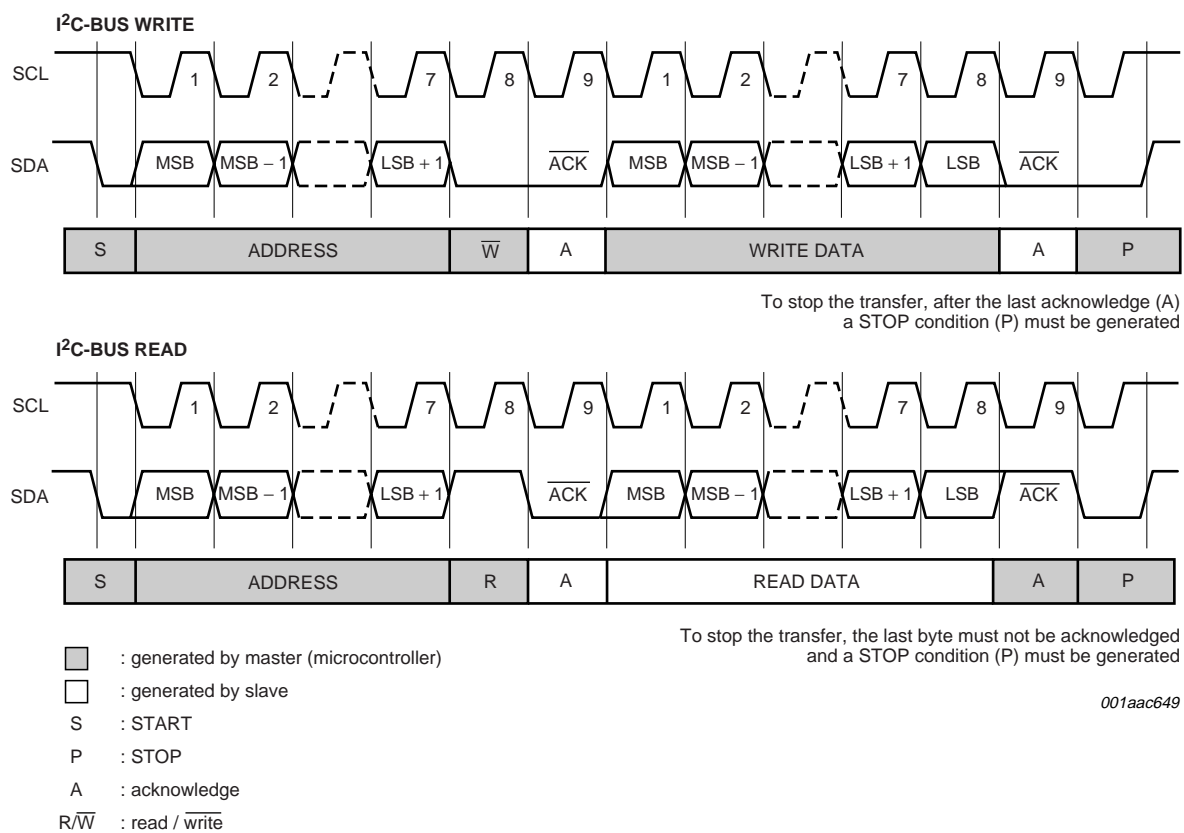 I²C-BUS WRITE
SCL 1 2 7 8 9 1 2 7 8 9
SDA MSB MSB − 1 LSB + 1 A̅C̅K̅ MSB MSB − 1 LSB + 1 LSB A̅C̅K̅
S ADDRESS W̅ A WRITE DATA A P
To stop the transfer, after the last acknowledge (A)
a STOP condition (P) must be generated
I²C-BUS READ
SCL 1 2 7 8 9 1 2 7 8 9
SDA MSB MSB − 1 LSB + 1 A̅C̅K̅ MSB MSB − 1 LSB + 1 LSB A̅C̅K̅
S ADDRESS R A READ DATA A P
To stop the transfer, the last byte must not be acknowledged
and a STOP condition (P) must be generated
: generated by master (microcontroller)
: generated by slave
S : START
P : STOP
A : acknowledge
R/W̅ : read / w̅r̅i̅t̅e̅
001aac649